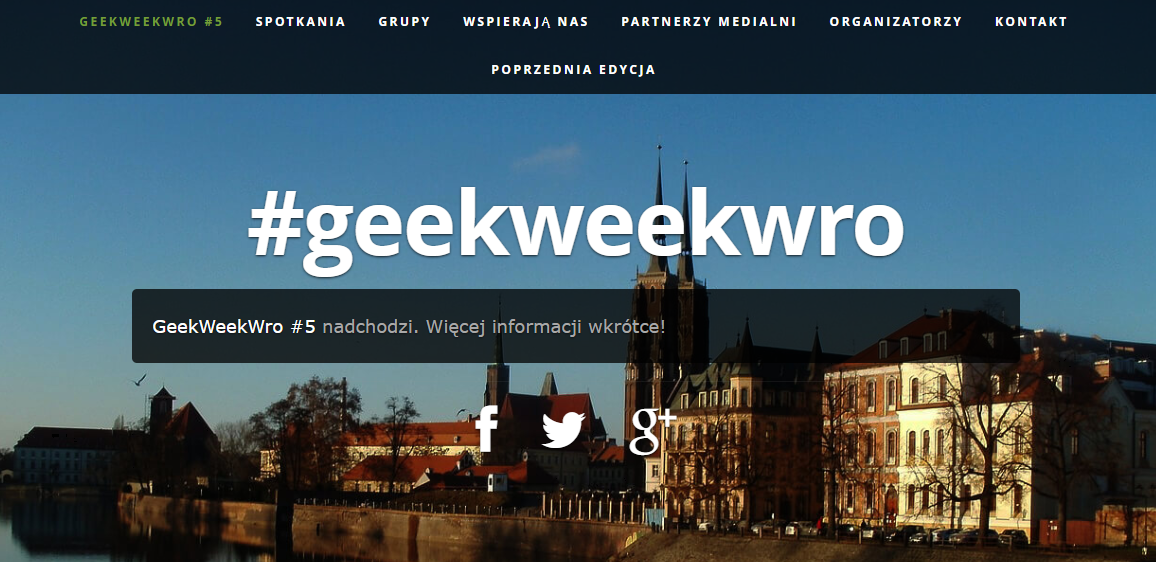 GEEKWEEKWRO #5 SPOTKANIA GRUPY WSPIERAJĄ NAS PARTNERZY MEDIALNI ORGANIZATORZY KONTAKT
POPRZEDNIA EDYCJA
#geekweekwro
GeekWeekWro #5 nadchodzi. Więcej informacji wkrótce!
f g+